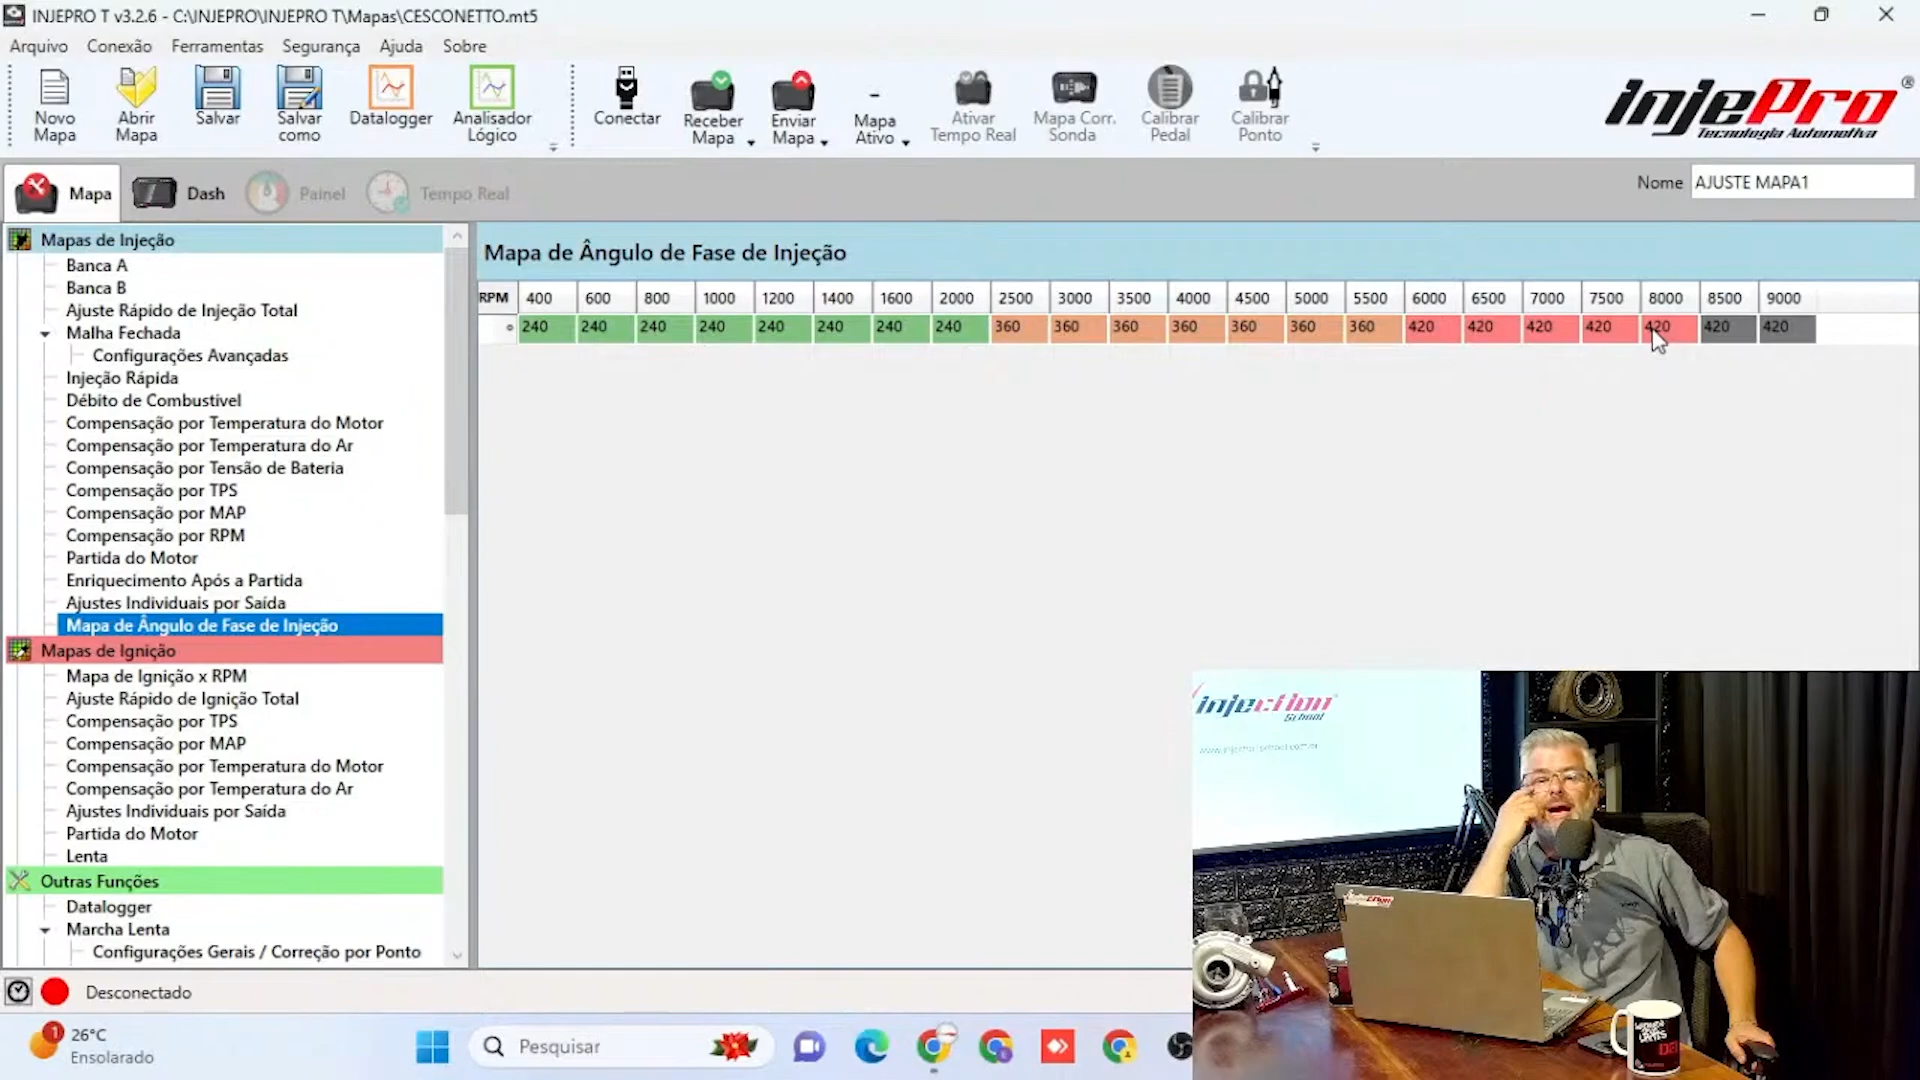 INJEPRO T v3.2.6 - C:\INJEPRO\INJEPRO T\Mapas\CESCONETTO.mt5
Arquivo Conexão Ferramentas Segurança Ajuda Sobre
Novo Mapa
Abrir Mapa
Salvar
Salvar como
Datalogger
Analisador Lógico
Conectar
Receber Mapa
Enviar Mapa
Mapa Ativo
Ativar Tempo Real
Mapa Corr. Sonda
Calibrar Pedal
Calibrar Ponto
injePro®
Tecnologia Automotiva
Mapa Dash Painel Tempo Real
Nome AJUSTE MAPA1
Mapas de Injeção
Banca A
Banca B
Ajuste Rápido de Injeção Total
Malha Fechada
Configurações Avançadas
Injeção Rápida
Débito de Combustivel
Compensação por Temperatura do Motor
Compensação por Temperatura do Ar
Compensação por Tensão de Bateria
Compensação por TPS
Compensação por MAP
Compensação por RPM
Partida do Motor
Enriquecimento Após a Partida
Ajustes Individuais por Saída
Mapa de Ângulo de Fase de Injeção
Mapas de Ignição
Mapa de Ignição x RPM
Ajuste Rápido de Ignição Total
Compensação por TPS
Compensação por MAP
Compensação por Temperatura do Motor
Compensação por Temperatura do Ar
Ajustes Individuais por Saída
Partida do Motor
Lenta
Outras Funções
Datalogger
Marcha Lenta
Configurações Gerais / Correção por Ponto
Mapa de Ângulo de Fase de Injeção
RPM 400 600 800 1000 1200 1400 1600 2000 2500 3000 3500 4000 4500 5000 5500 6000 6500 7000 7500 8000 8500 9000
° 240 240 240 240 240 240 240 240 360 360 360 360 360 360 360 420 420 420 420 420 420 420
injection
School
Desconectado
1
26°C
Ensolarado
Pesquisar